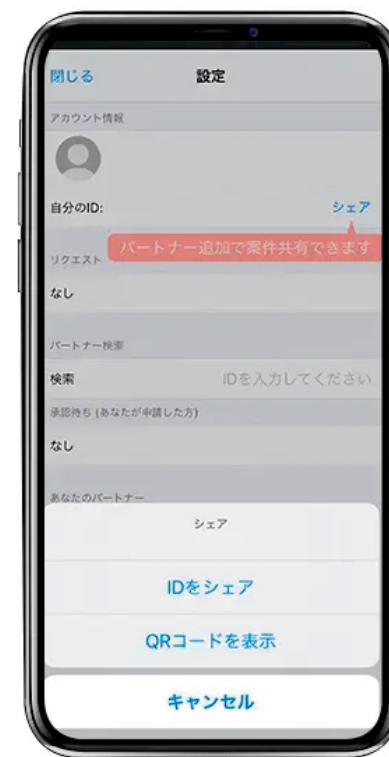 閉じる 設定
アカウント情報
自分のID: シェア
パートナー追加で案件共有できます
リクエスト
なし
パートナー検索
検索 IDを入力してください
承認待ち (あなたが申請した方)
なし
あなたのパートナー
シェア
IDをシェア
QRコードを表示
キャンセル